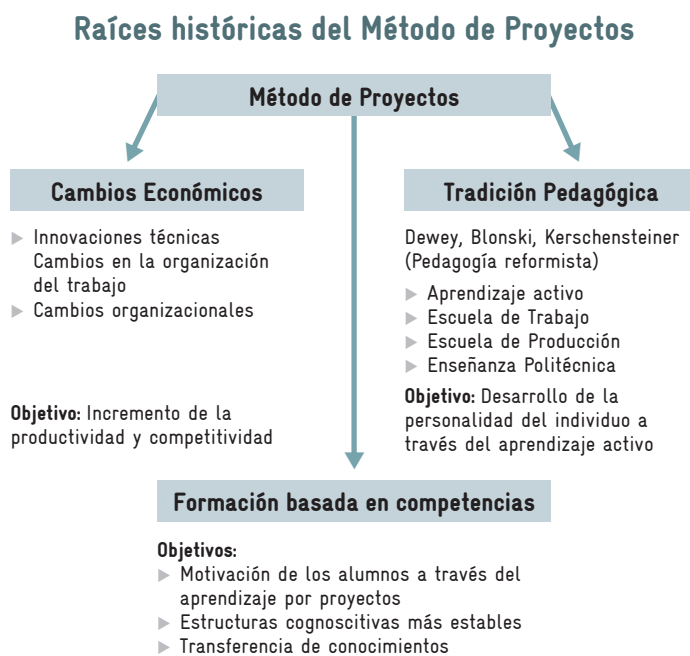 Raíces históricas del Método de Proyectos
Método de Proyectos
Cambios Económicos
Innovaciones técnicas
Cambios en la organización
del trabajo
Cambios organizacionales
Objetivo: Incremento de la
productividad y competitividad
Tradición Pedagógica
Dewey, Blonski, Kerschensteiner
(Pedagogía reformista)
Aprendizaje activo
Escuela de Trabajo
Escuela de Producción
Enseñanza Politécnica
Objetivo: Desarrollo de la
personalidad del individuo a
través del aprendizaje activo
Formación basada en competencias
Objetivos:
Motivación de los alumnos a través del
aprendizaje por proyectos
Estructuras cognoscitivas más estables
Transferencia de conocimientos